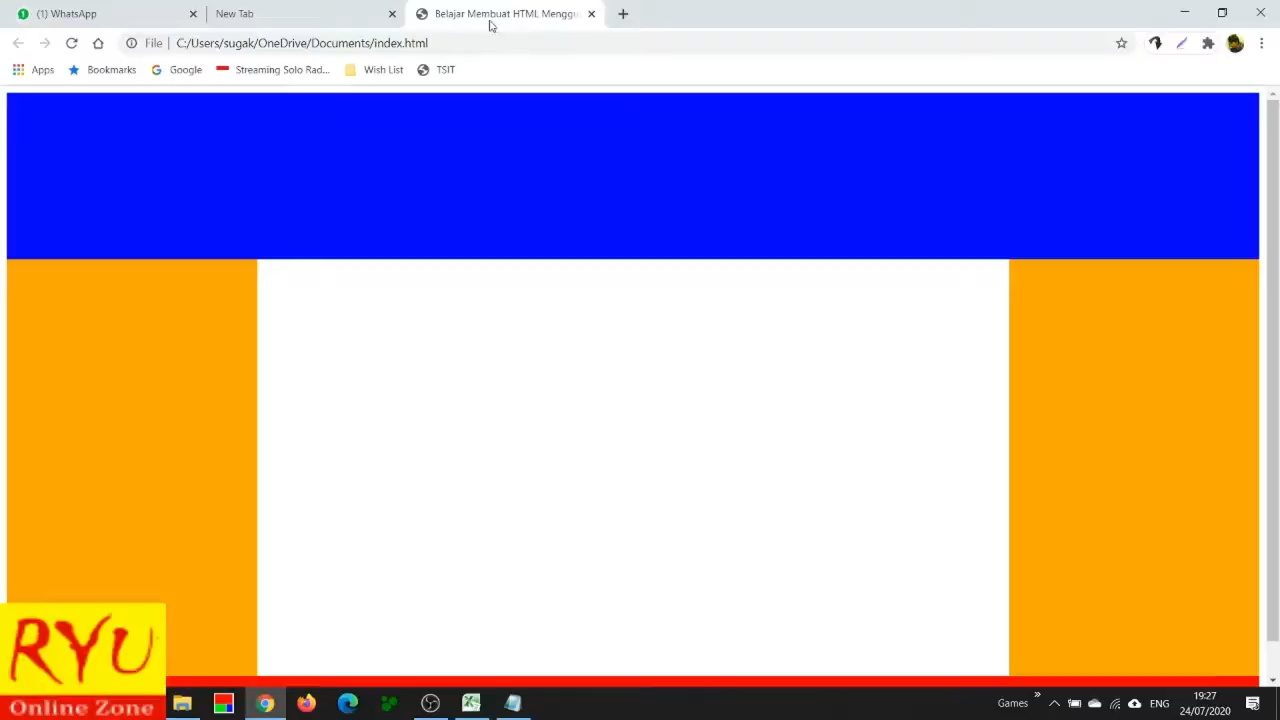 (1) WhatsApp
New Tab
Belajar Membuat HTML Menggu
File
C:/Users/sugak/OneDrive/Documents/index.html
Apps
Bookmarks
Google
Streaming Solo Rad...
Wish List
TSIT
RYU
Online Zone
Games
ENG
19:27
24/07/2020